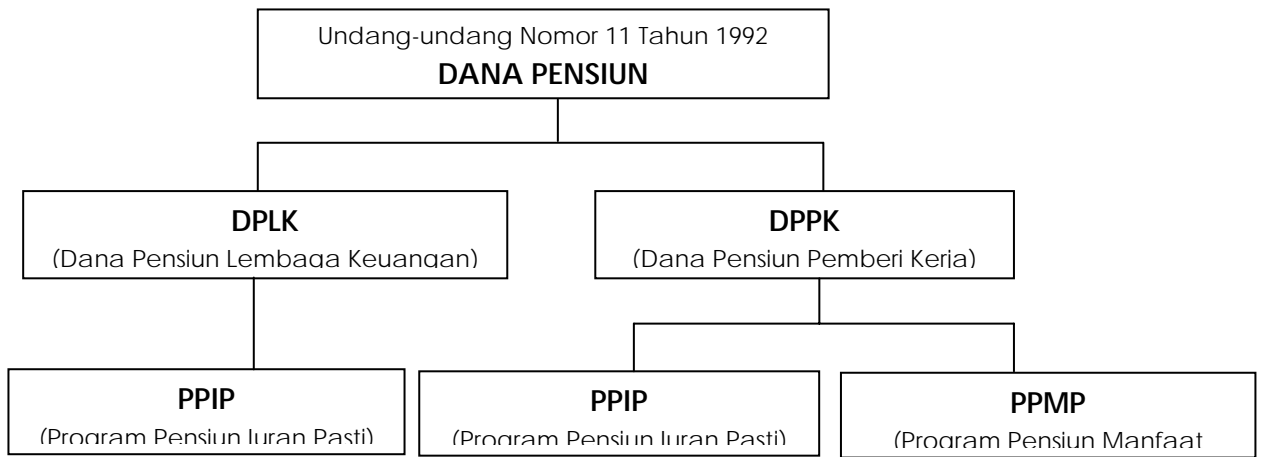 Undang-undang Nomor 11 Tahun 1992
DANA PENSIUN
DPLK
(Dana Pensiun Lembaga Keuangan)
DPPK
(Dana Pensiun Pemberi Kerja)
PPIP
(Program Pensiun Iuran Pasti)
PPIP
(Program Pensiun Iuran Pasti)
PPMP
(Program Pensiun Manfaat